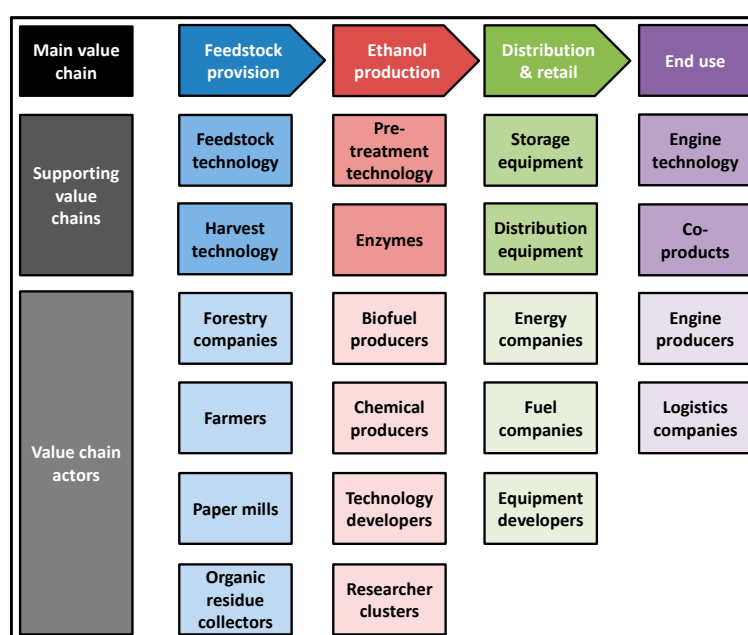 Main value
chain
Feedstock
provision
Ethanol
production
Distribution
& retail
End use
Supporting
value
chains
Feedstock
technology
Pre-
treatment
technology
Storage
equipment
Engine
technology
Harvest
technology
Enzymes
Distribution
equipment
Co-
products
Value chain
actors
Forestry
companies
Biofuel
producers
Energy
companies
Engine
producers
Farmers
Chemical
producers
Fuel
companies
Logistics
companies
Paper mills
Technology
developers
Equipment
developers
Organic
residue
collectors
Researcher
clusters